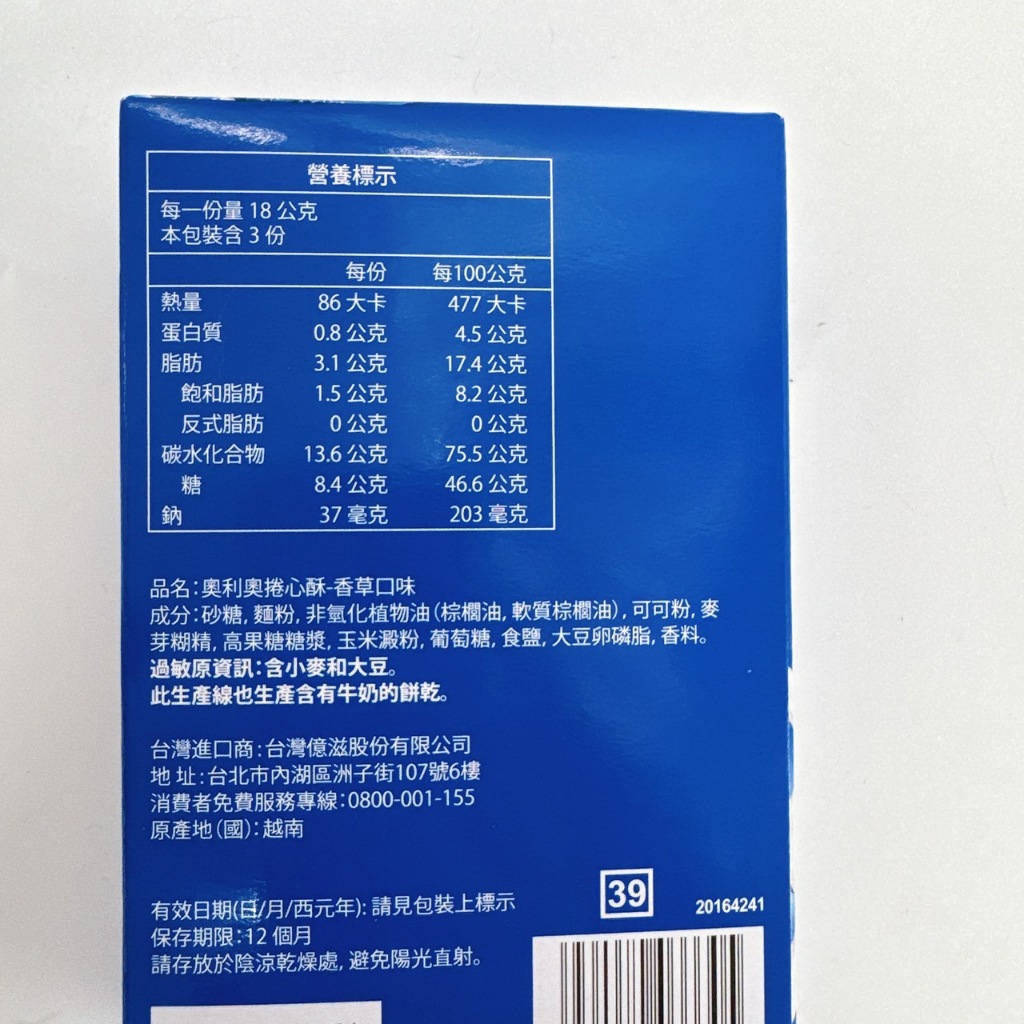 營養標示
每一份量 18 公克
本包裝含 3 份
每份 每100公克
熱量 86 大卡 477 大卡
蛋白質 0.8 公克 4.5 公克
脂肪 3.1 公克 17.4 公克
飽和脂肪 1.5 公克 8.2 公克
反式脂肪 0 公克 0 公克
碳水化合物 13.6 公克 75.5 公克
糖 8.4 公克 46.6 公克
鈉 37 毫克 203 毫克
品名:奧利奧捲心酥-香草口味
成分:砂糖, 麵粉, 非氫化植物油(棕櫚油, 軟質棕櫚油), 可可粉, 麥
芽糊精, 高果糖糖漿, 玉米澱粉, 葡萄糖, 食鹽, 大豆卵磷脂, 香料。
過敏原資訊:含小麥和大豆。
此生產線也生產含有牛奶的餅乾。
台灣進口商:台灣億滋股份有限公司
地 址:台北市內湖區洲子街107號6樓
消費者免費服務專線:0800-001-155
原產地(國):越南
39
20164241
有效日期(日/月/西元年): 請見包裝上標示
保存期限:12 個月
請存放於陰涼乾燥處, 避免陽光直射。